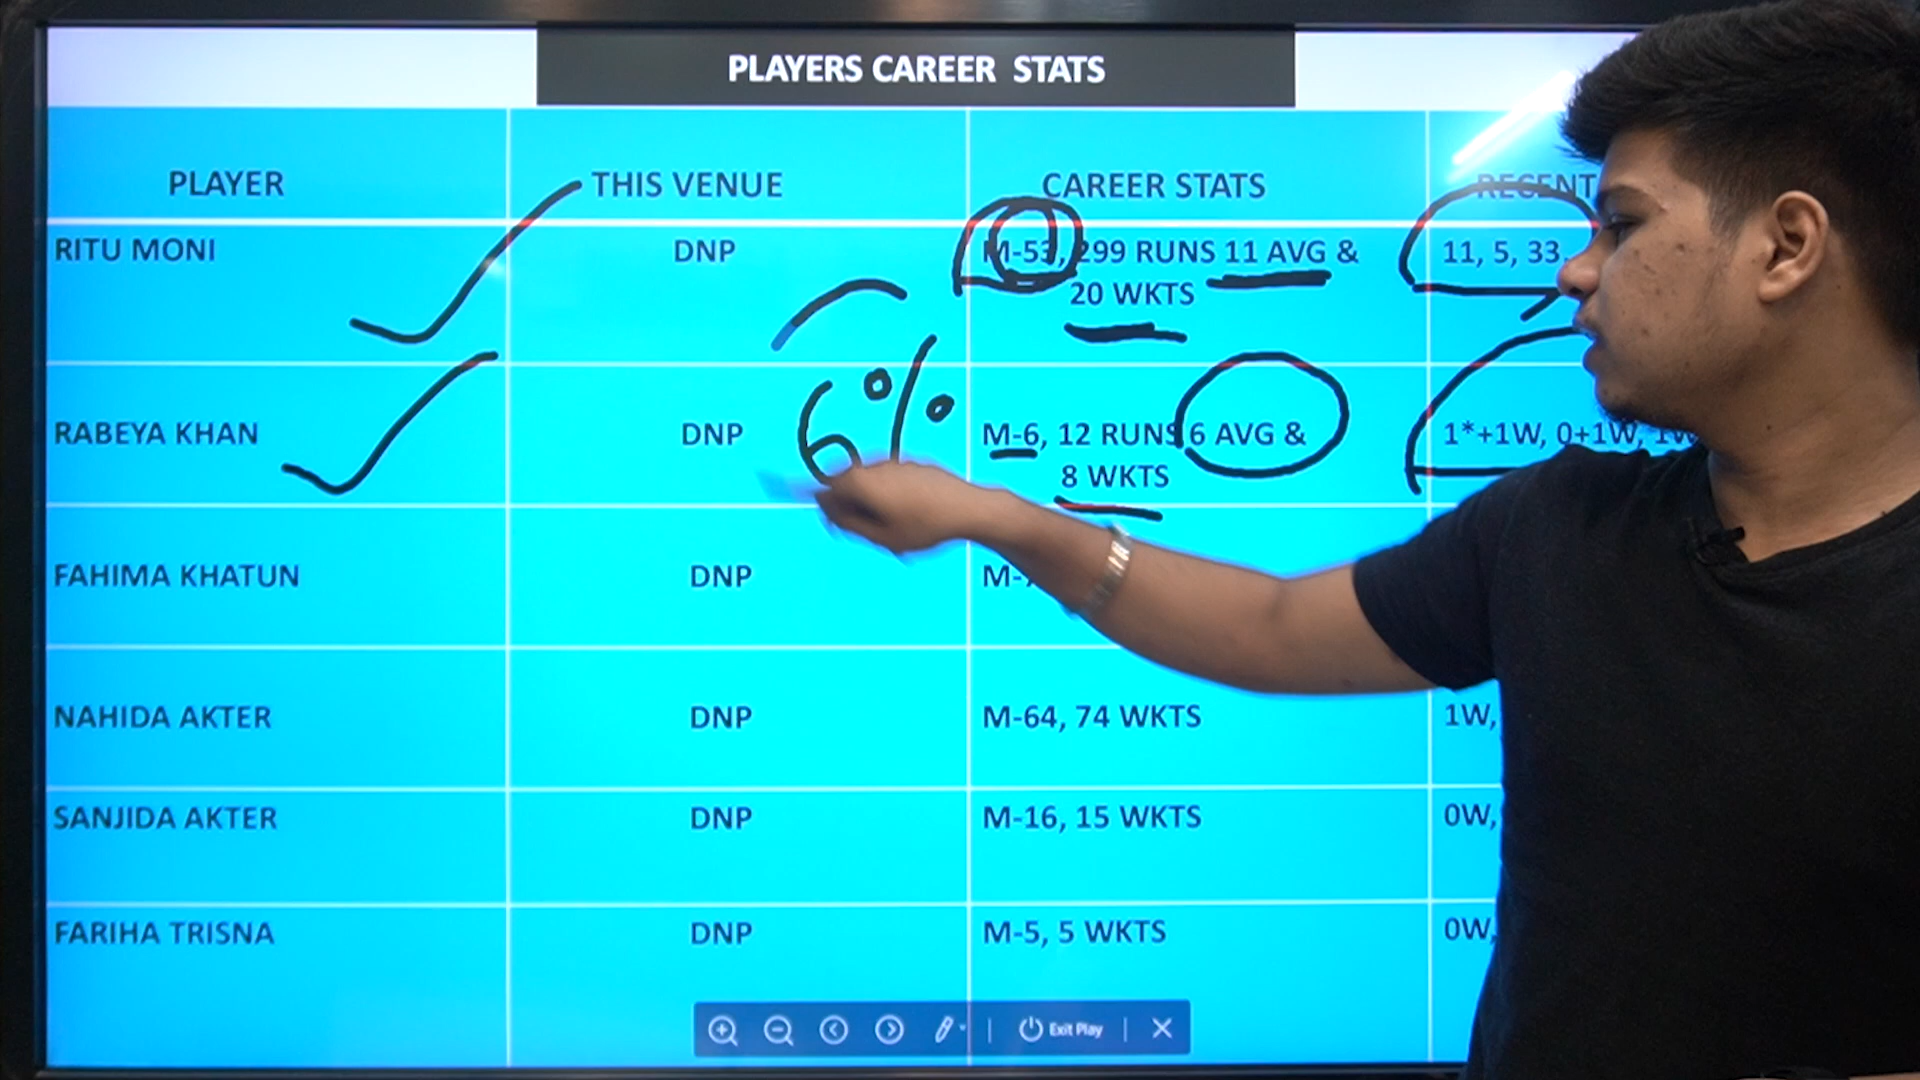 PLAYERS CAREER STATS
PLAYER THIS VENUE CAREER STATS RECENT
RITU MONI DNP M-53, 299 RUNS 11 AVG & 11, 5, 33,
20 WKTS
6%
RABEYA KHAN DNP M-6, 12 RUNS 6 AVG & 1*+1W, 0+1W, 1W
8 WKTS
FAHIMA KHATUN DNP
NAHIDA AKTER DNP M-64, 74 WKTS 1W,
SANJIDA AKTER DNP M-16, 15 WKTS 0W,
FARIHA TRISNA DNP M-5, 5 WKTS 0W,
Exit Play